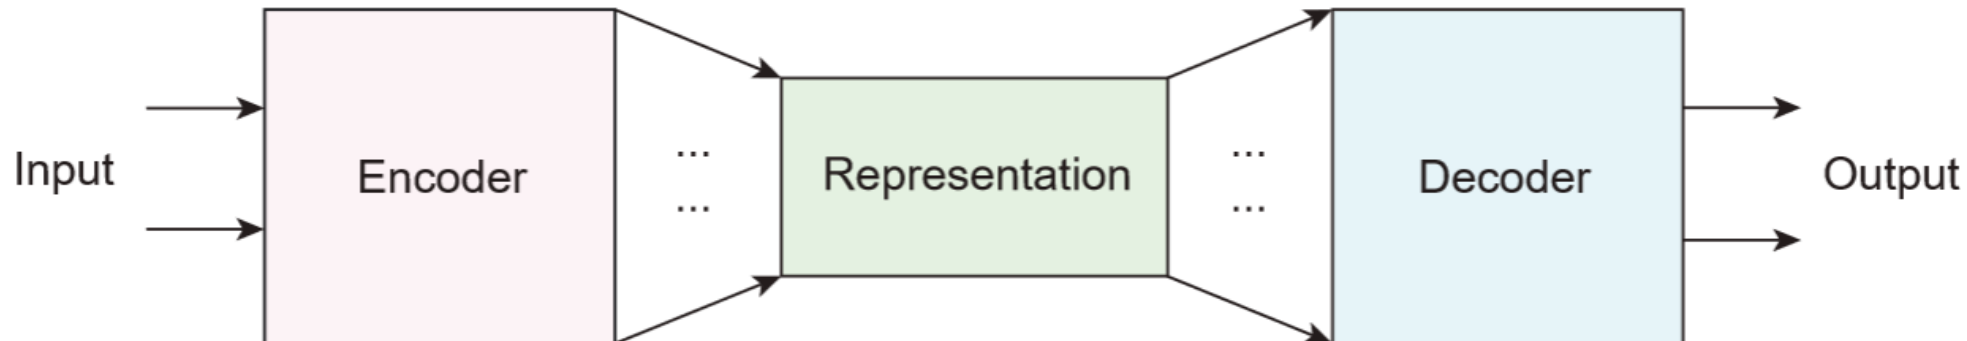 Input
Encoder
...
...
Representation
...
...
Decoder
Output